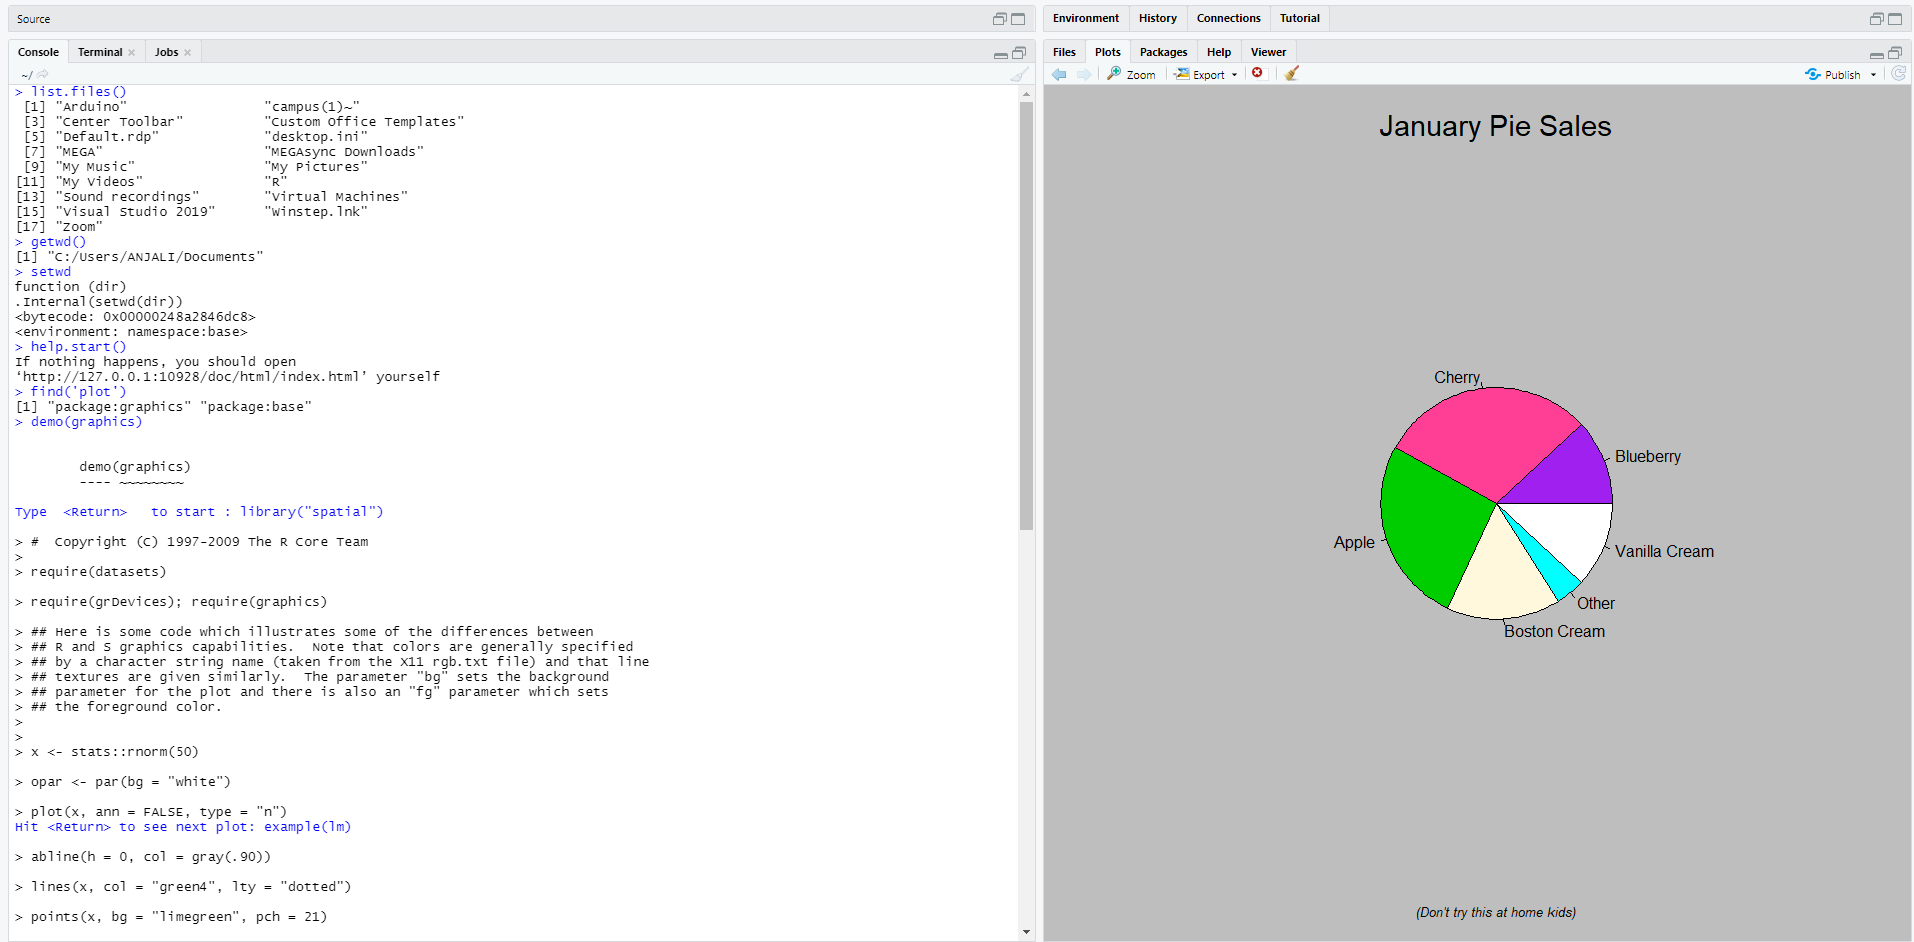 Source
Console Terminal Jobs
~/
> list.files()
[1] "Arduino" "campus(1)~"
[3] "Center Toolbar" "Custom Office Templates"
[5] "Default.rdp" "desktop.ini"
[7] "MEGA" "MEGAsync Downloads"
[9] "My Music" "My Pictures"
[11] "My Videos" "R"
[13] "Sound recordings" "Virtual Machines"
[15] "Visual Studio 2019" "Winstep.lnk"
[17] "Zoom"
> getwd()
[1] "C:/Users/ANJALI/Documents"
> setwd
function (dir)
.Internal(setwd(dir))
<bytecode: 0x00000248a2846dc8>
<environment: namespace:base>
> help.start()
If nothing happens, you should open
‘http://127.0.0.1:10928/doc/html/index.html’ yourself
> find('plot')
[1] "package:graphics" "package:base"
> demo(graphics)
demo(graphics)
---- ~~~~~~~~
Type <Return> to start : library("spatial")
> # Copyright (C) 1997-2009 The R Core Team
>
> require(datasets)
> require(grDevices); require(graphics)
> ## Here is some code which illustrates some of the differences between
> ## R and S graphics capabilities. Note that colors are generally specified
> ## by a character string name (taken from the X11 rgb.txt file) and that line
> ## textures are given similarly. The parameter "bg" sets the background
> ## parameter for the plot and there is also an "fg" parameter which sets
> ## the foreground color.
>
>
> x <- stats::rnorm(50)
> opar <- par(bg = "white")
> plot(x, ann = FALSE, type = "n")
Hit <Return> to see next plot: example(lm)
> abline(h = 0, col = gray(.90))
> lines(x, col = "green4", lty = "dotted")
> points(x, bg = "limegreen", pch = 21)
Environment History Connections Tutorial
Files Plots Packages Help Viewer
Zoom Export Publish
January Pie Sales
Cherry
Blueberry
Apple
Vanilla Cream
Other
Boston Cream
(Don't try this at home kids)